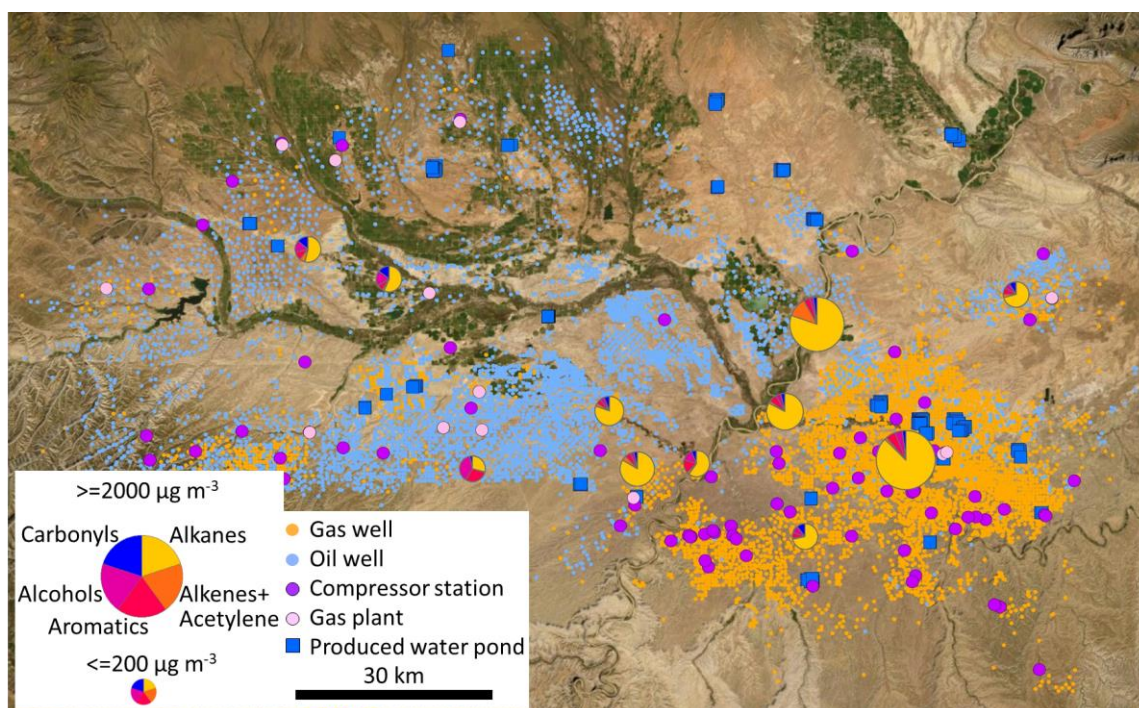 >=2000 µg m-3
Carbonyls
Alkanes
Alcohols
Alkenes+
Acetylene
Aromatics
<=200 µg m-3
Gas well
Oil well
Compressor station
Gas plant
Produced water pond
30 km